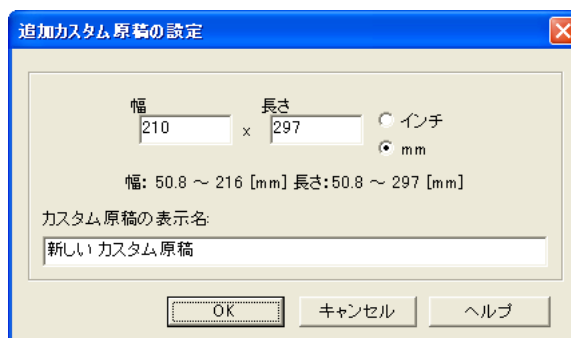 追加カスタム原稿の設定
幅 長さ
210 x 297
インチ
mm
幅: 50.8 ～ 216 [mm] 長さ:50.8 ～ 297 [mm]
カスタム原稿の表示名:
新しい カスタム原稿
OK キャンセル ヘルプ